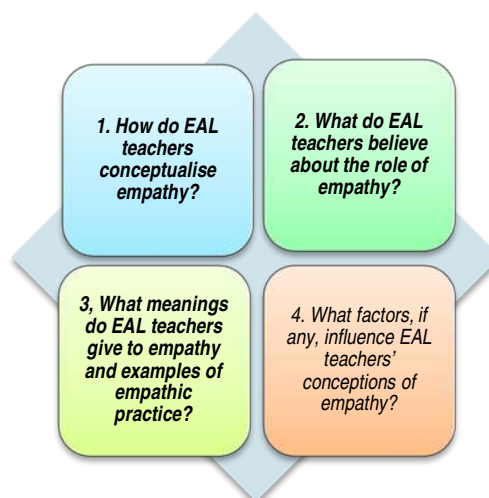 1. How do EAL
teachers
conceptualise
empathy?
2. What do EAL
teachers believe
about the role of
empathy?
3, What meanings
do EAL teachers
give to empathy
and examples of
empathic
practice?
4. What factors, if
any, influence EAL
teachers’
conceptions of
empathy?